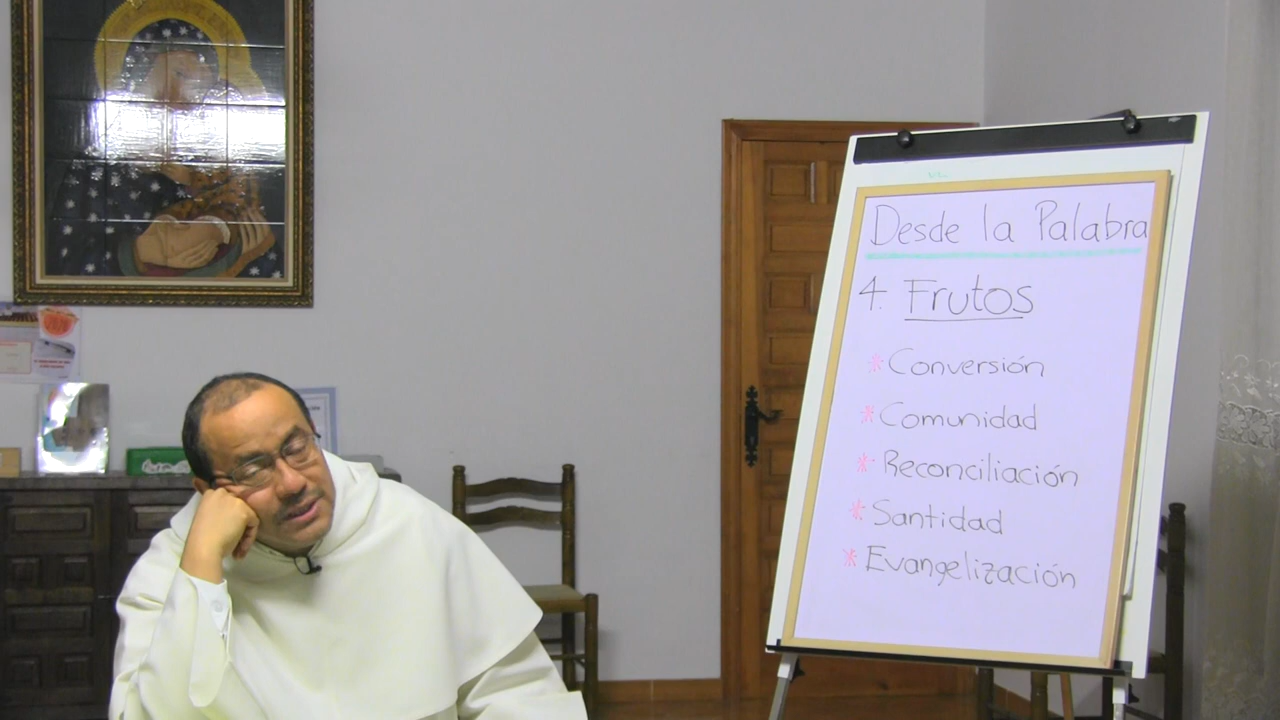 Desde la Palabra
4. Frutos
* Conversión
* Comunidad
* Reconciliación
* Santidad
* Evangelización